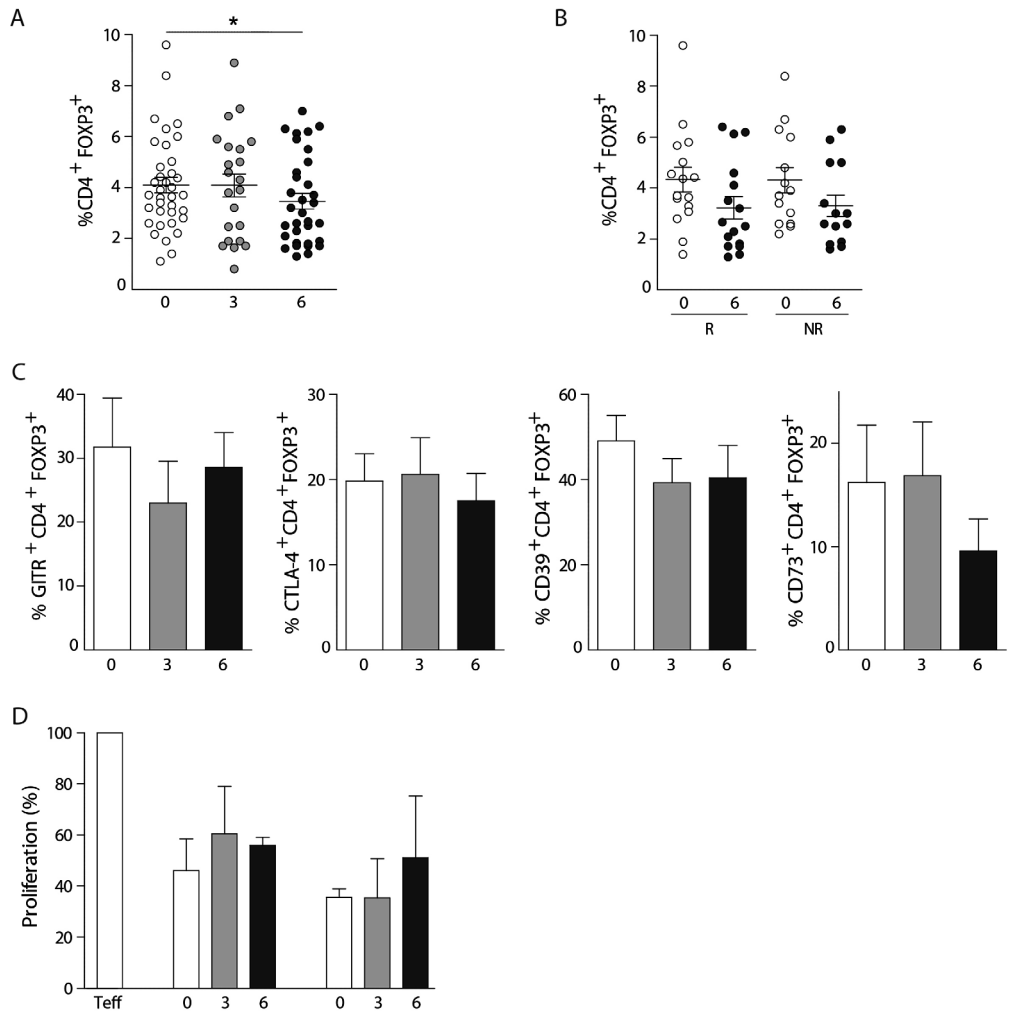 A
*
%CD4+ FOXP3+
10
8
6
4
2
0
0 3 6
B
%CD4+ FOXP3+
10
8
6
4
2
0
0 6 0 6
R NR
C
% GITR+ CD4+ FOXP3+
40
30
20
10
0
0 3 6
% CTLA-4+CD4+FOXP3+
30
20
10
0
0 3 6
% CD39+CD4+ FOXP3+
60
40
20
0
0 3 6
% CD73+ CD4+ FOXP3+
20
10
0
0 3 6
D
Proliferation (%)
100
80
60
40
20
0
Teff 0 3 6 0 3 6